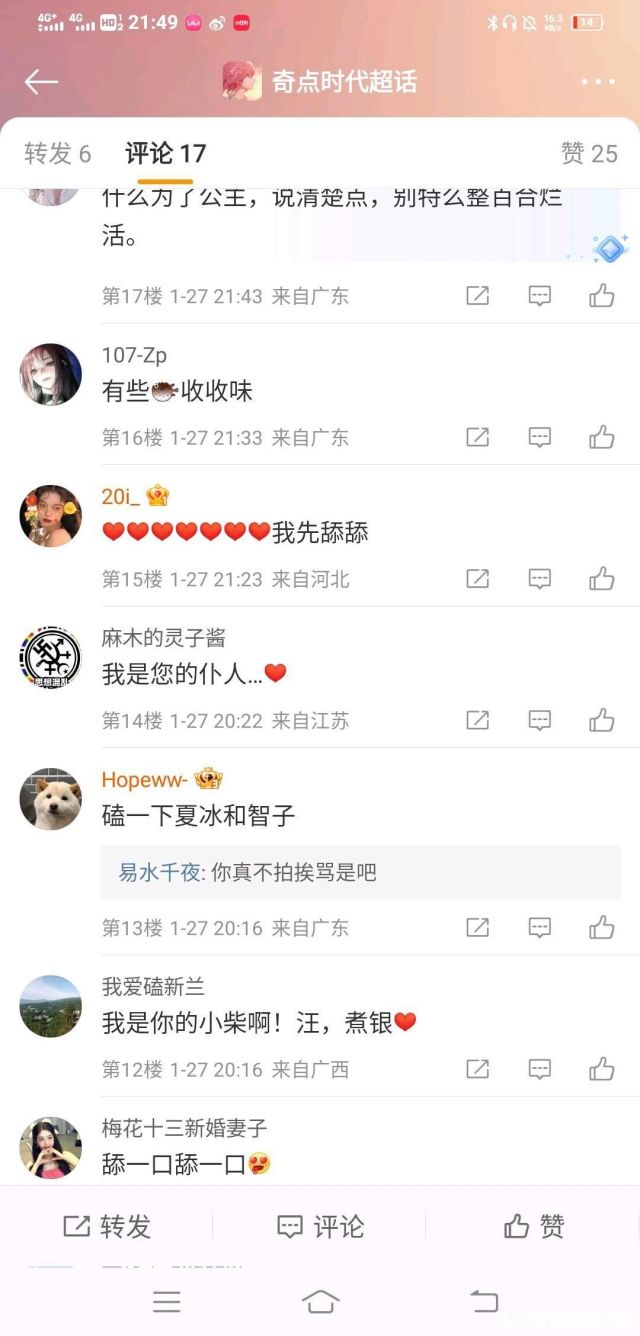 4G+ 4G HD 1 2 21:49 16.3 KB/s 14
奇点时代超话
转发 6 评论 17 赞 25
什么为了公主，说清楚点，别特么整百合烂
活。
第17楼 1-27 21:43 来自广东
107-Zp
有些🐡收收味
第16楼 1-27 21:33 来自广东
20i_
❤❤❤❤❤❤❤我先舔舔
第15楼 1-27 21:23 来自河北
麻木的灵子酱
思想混乱
我是您的仆人...❤
第14楼 1-27 20:22 来自江苏
Hopeww-
磕一下夏冰和智子
易水千夜: 你真不拍挨骂是吧
第13楼 1-27 20:16 来自广东
我爱磕新兰
我是你的小柴啊！汪，煮银❤
第12楼 1-27 20:16 来自广西
梅花十三新婚妻子
舔一口舔一口😍
转发 评论 赞